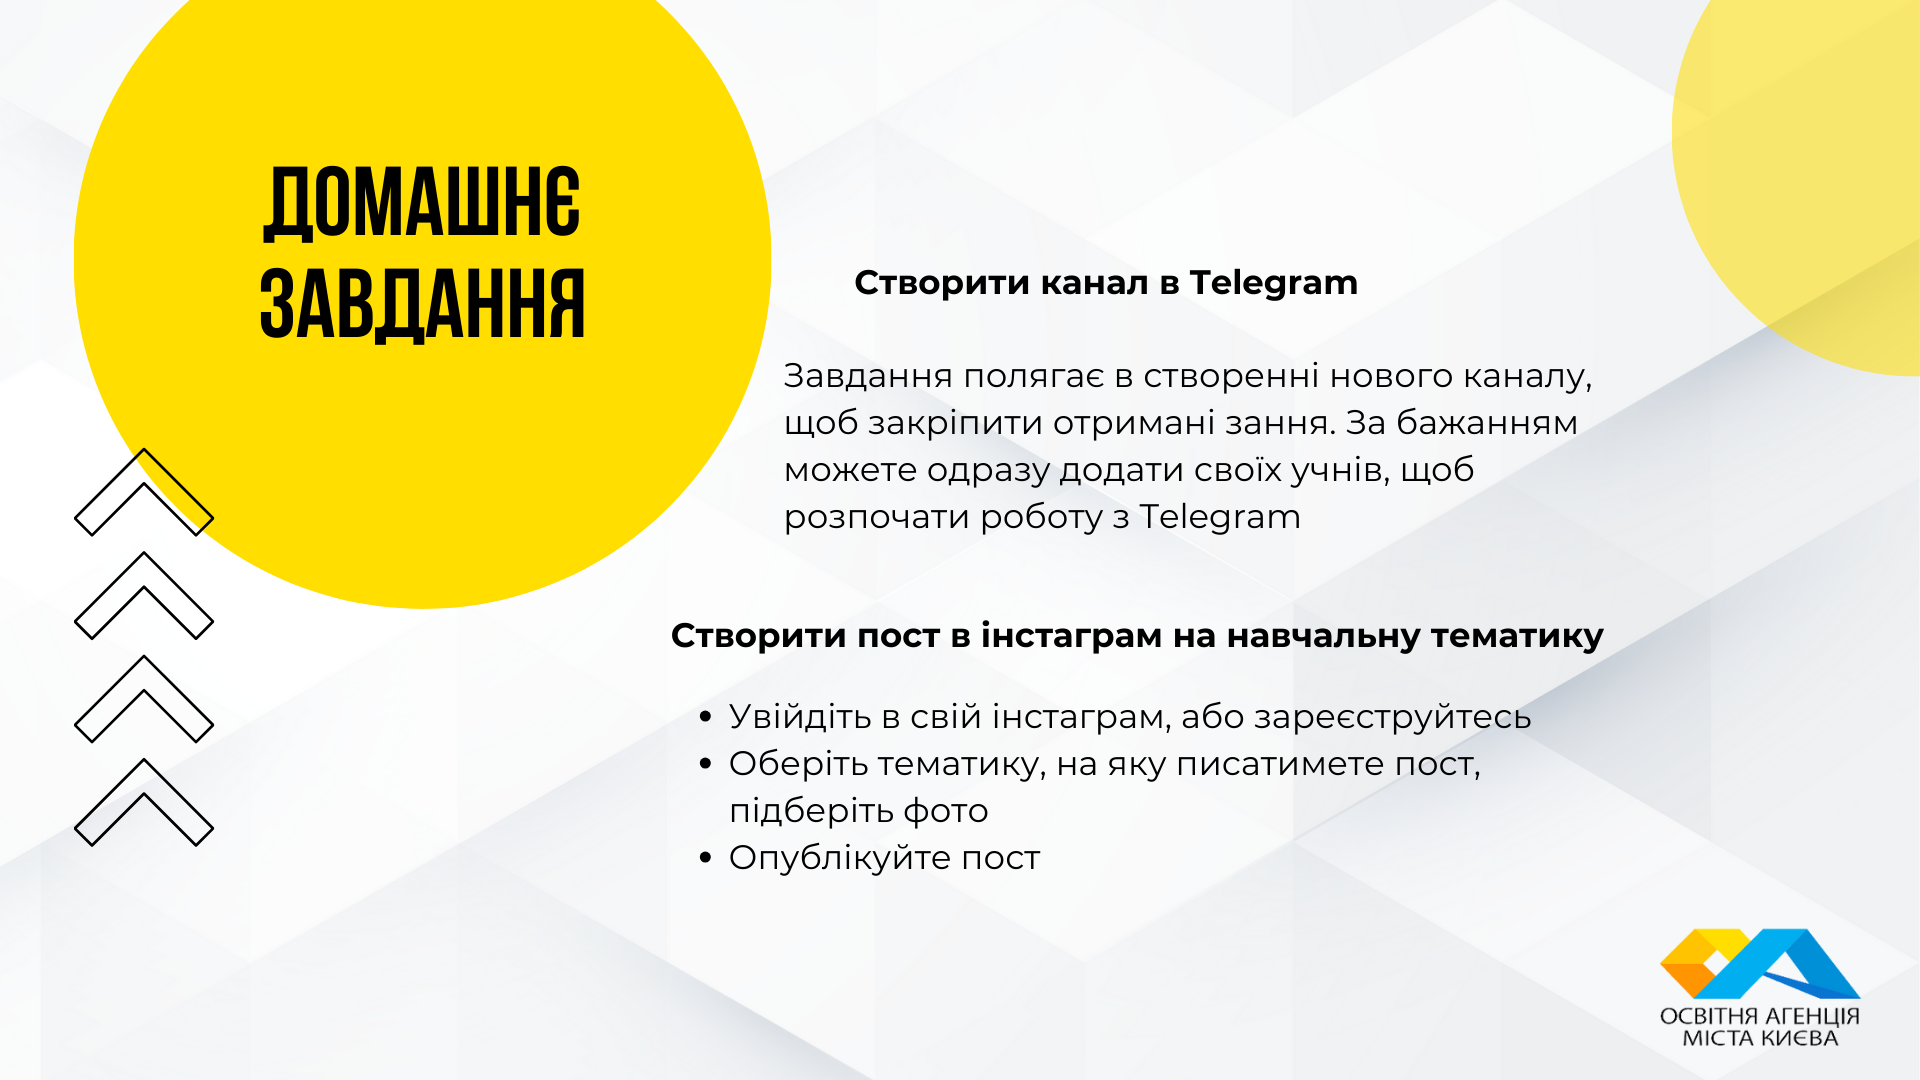 ДОМАШНЄ
ЗАВДАННЯ
Створити канал в Telegram
Завдання полягає в створенні нового каналу,
щоб закріпити отримані зання. За бажанням
можете одразу додати своїх учнів, щоб
розпочати роботу з Telegram
Створити пост в інстаграм на навчальну тематику
• Увійдіть в свій інстаграм, або зареєструйтесь
• Оберіть тематику, на яку писатимете пост,
підберіть фото
• Опублікуйте пост
ОСВІТНЯ АГЕНЦІЯ
МІСТА КИЄВА